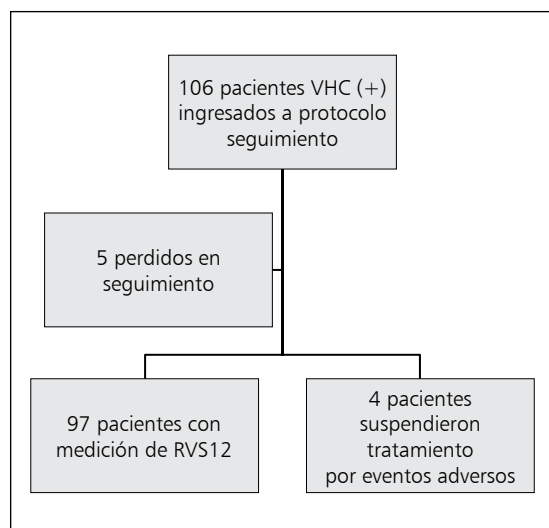 106 pacientes VHC (+)
ingresados a protocolo
seguimiento
5 perdidos en
seguimiento
97 pacientes con
medición de RVS12
4 pacientes
suspendieron
tratamiento
por eventos adversos